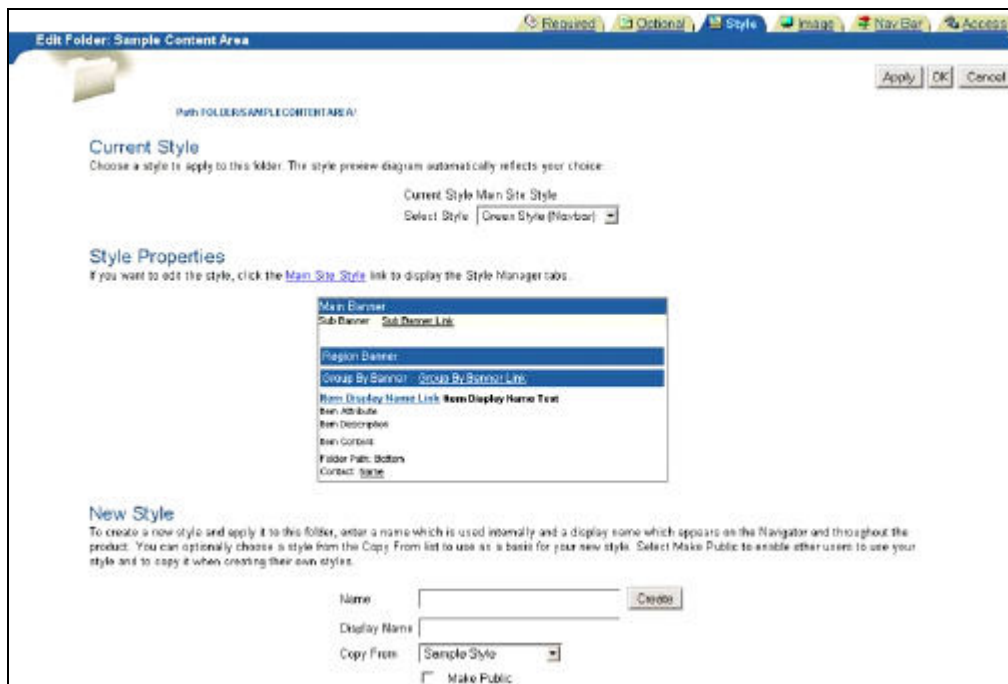 Required Optional Style Image Nav Bar Access
Edit Folder: Sample Content Area
Apply OK Cancel
Path FOLDER/SAMPLECONTENTAREA/
Current Style
Choose a style to apply to this folder. The style preview diagram automatically reflects your choice.
Current Style Main Site Style
Select Style Green Style (Navbar)
Style Properties
If you want to edit the style, click the Main Site Style link to display the Style Manager tabs.
Main Banner
Sub Banner Sub Banner Link
Region Banner
Group By Banner Group By Banner Link
Item Display Name Link Item Display Name Text
Item Attribute
Item Description
Item Content
Folder Path: Bottom
Contact: Name
New Style
To create a new style and apply it to this folder, enter a name which is used internally and a display name which appears on the Navigator and throughout the
product. You can optionally choose a style from the Copy From list to use as a basis for your new style. Select Make Public to enable other users to use your
style and to copy it when creating their own styles.
Name Create
Display Name
Copy From Sample Style
Make Public